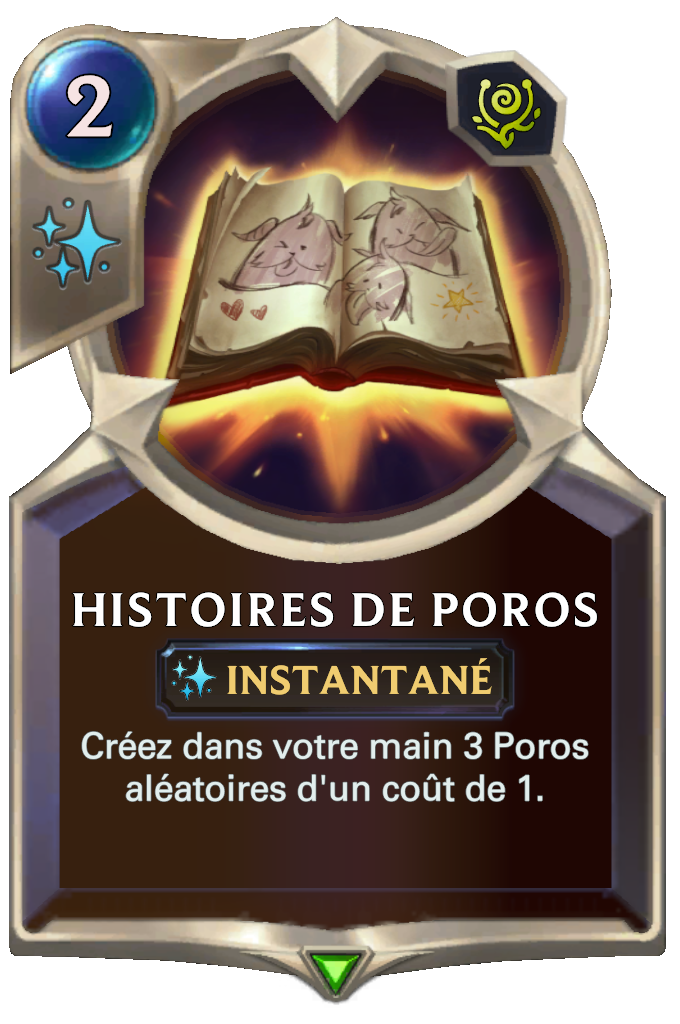 2
HISTOIRES DE POROS
INSTANTANÉ
Créez dans votre main 3 Poros
aléatoires d'un coût de 1.